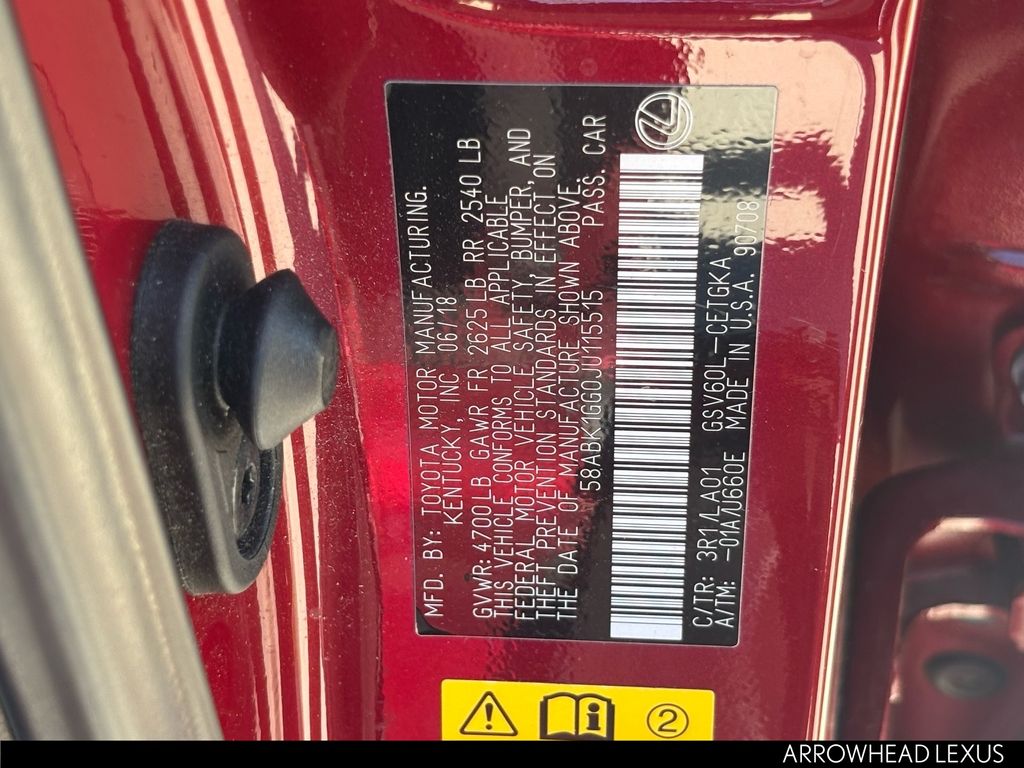 MFD. BY: TOYOTA MOTOR MANUFACTURING.
KENTUCKY, INC 06/18
GVWR: 4700LB GAWR FR 2625LB RR 2540 LB
THIS VEHICLE CONFORMS TO ALL APPLICABLE
FEDERAL MOTOR VEHICLE SAFETY, BUMPER, AND
THEFT PREVENTION STANDARDS IN EFFECT ON
THE DATE OF MANUFACTURE SHOWN ABOVE.
58ABK1GG0JU115515 PASS. CAR
C/TR: 3R1/LA01 GSV60L-CETGKA
A/TM: -01A/U660E MADE IN U.S.A. 90708
2
ARROWHEAD LEXUS